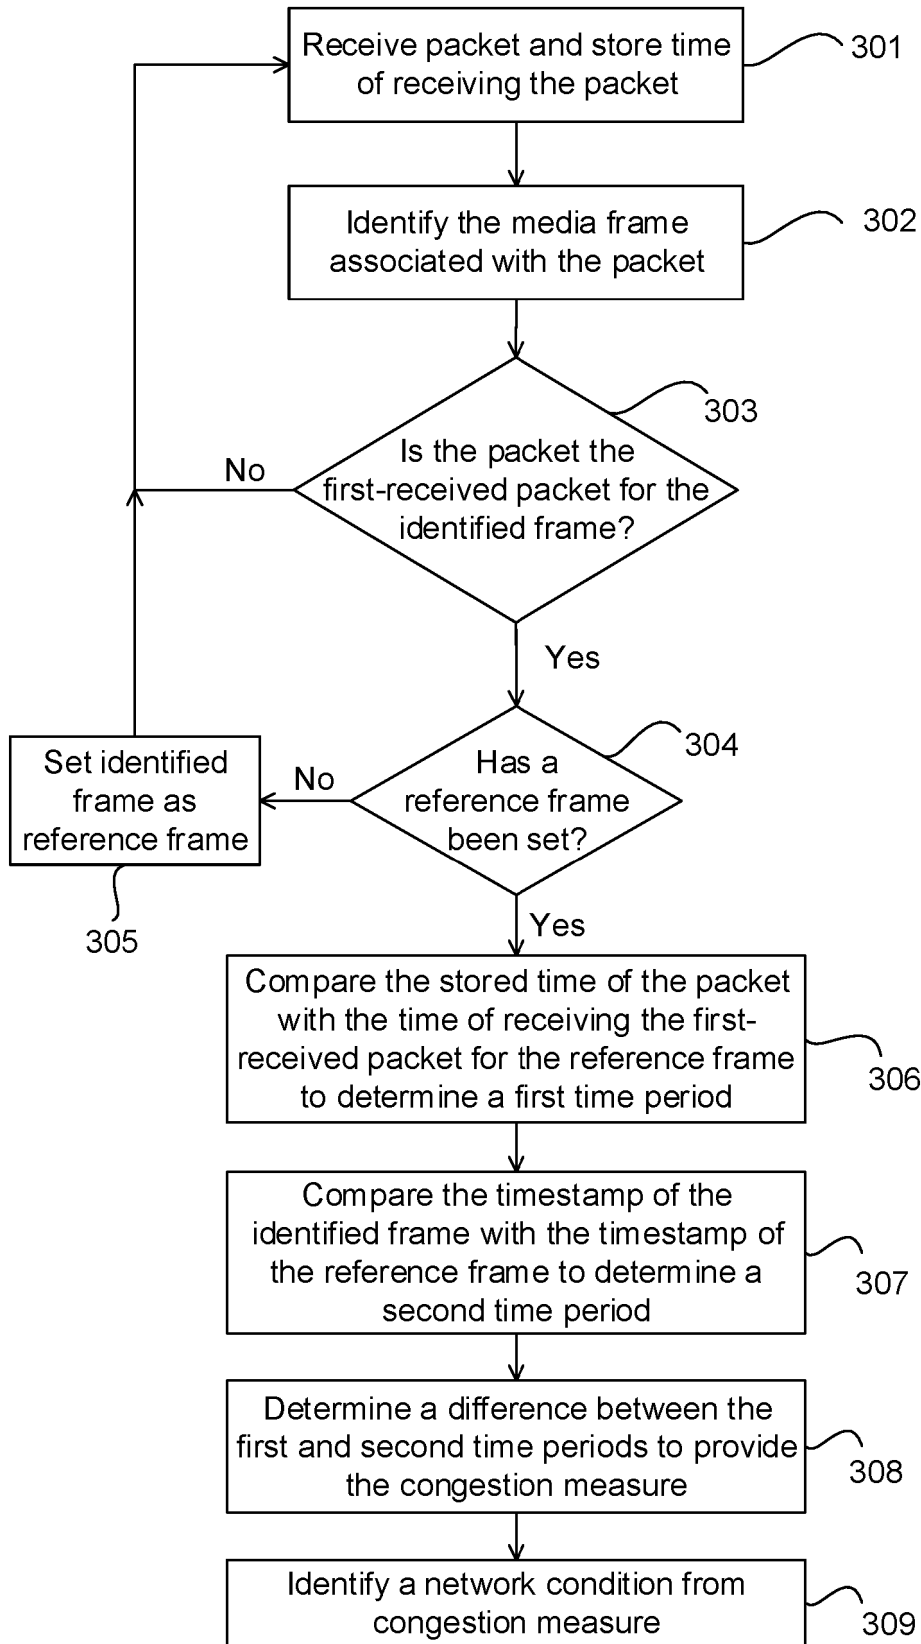 Receive packet and store time
of receiving the packet
301
Identify the media frame
associated with the packet
302
303
Is the packet the
first-received packet for the
identified frame?
No
Yes
304
Has a
reference frame
been set?
No
Set identified
frame as
reference frame
305
Yes
Compare the stored time of the packet
with the time of receiving the first-
received packet for the reference frame
to determine a first time period
306
Compare the timestamp of the
identified frame with the timestamp of
the reference frame to determine a
second time period
307
Determine a difference between the
first and second time periods to provide
the congestion measure
308
Identify a network condition from
congestion measure
309